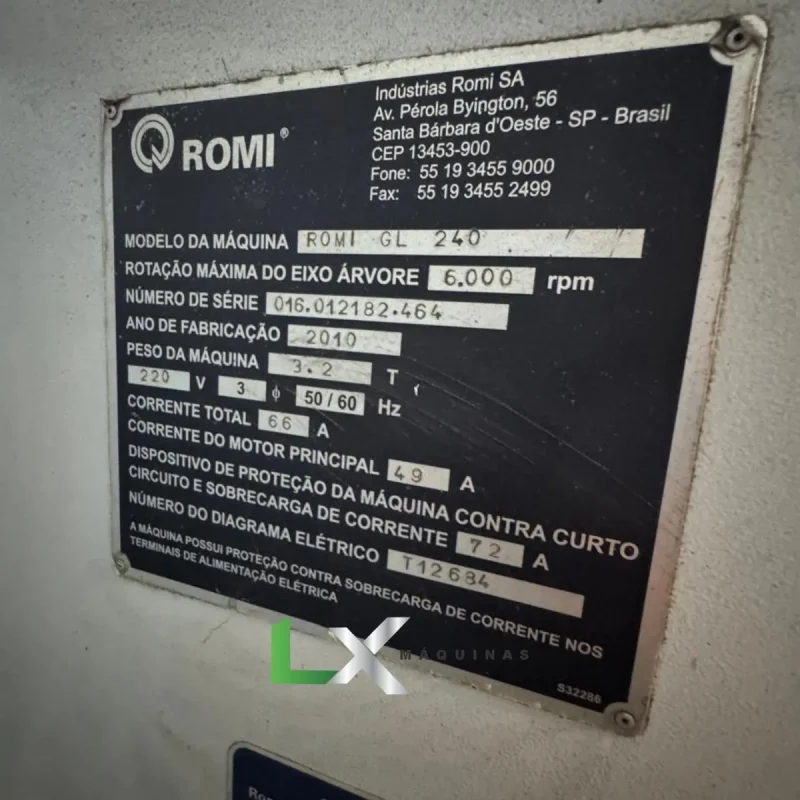 ROMI®
Indústrias Romi SA
Av. Pérola Byington, 56
Santa Bárbara d'Oeste - SP - Brasil
CEP 13453-900
Fone: 55 19 3455 9000
Fax: 55 19 3455 2499
MODELO DA MÁQUINA ROMI GL 240
ROTAÇÃO MÁXIMA DO EIXO ÁRVORE 6.000 rpm
NÚMERO DE SÉRIE 016.012182.464
ANO DE FABRICAÇÃO 2010
PESO DA MÁQUINA 3.2 T
220 V 3 ϕ 50/60 Hz
CORRENTE TOTAL 66 A
CORRENTE DO MOTOR PRINCIPAL 49 A
DISPOSITIVO DE PROTEÇÃO DA MÁQUINA CONTRA CURTO
CIRCUITO E SOBRECARGA DE CORRENTE 72 A
NÚMERO DO DIAGRAMA ELÉTRICO T12684
A MÁQUINA POSSUI PROTEÇÃO CONTRA SOBRECARGA DE CORRENTE NOS
TERMINAIS DE ALIMENTAÇÃO ELÉTRICA
LX MÁQUINAS
S32286